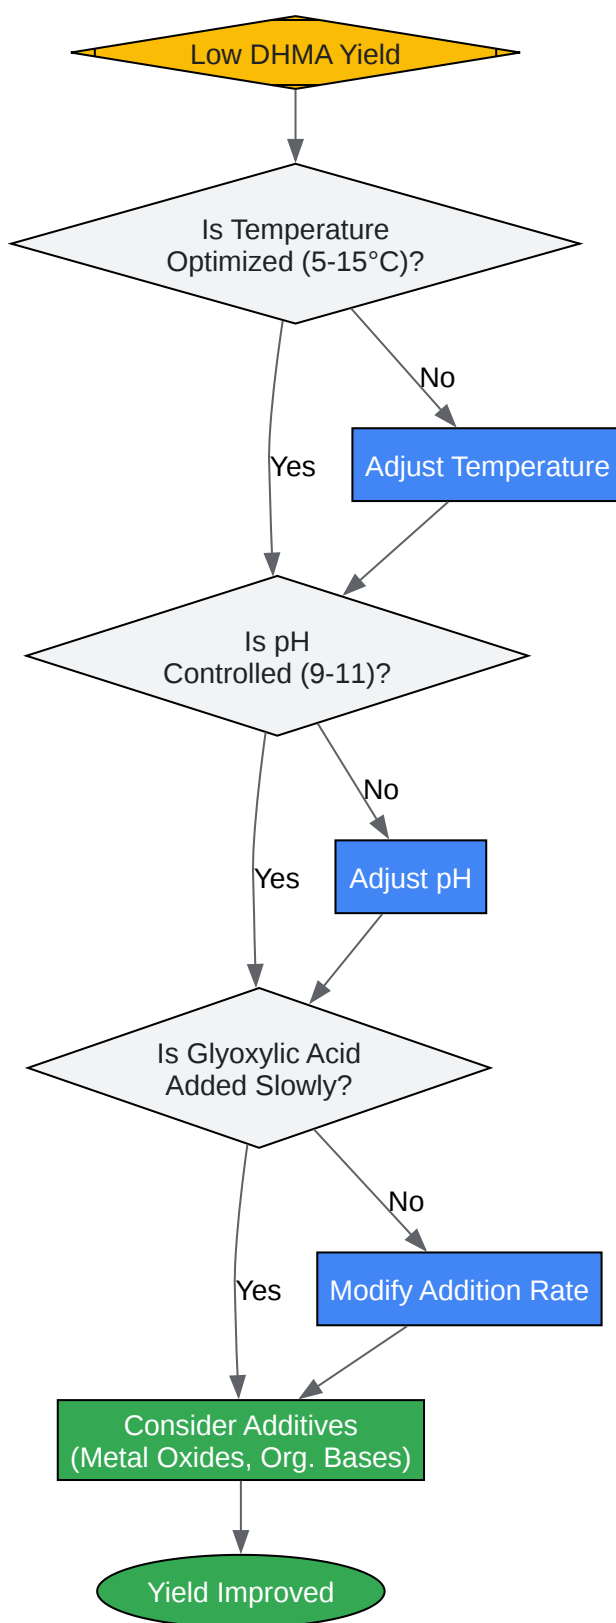 Low DHMA Yield
Is Temperature
Optimized (5-15°C)?
No
Yes
Adjust Temperature
Is pH
Controlled (9-11)?
No
Yes
Adjust pH
Is Glyoxylic Acid
Added Slowly?
No
Yes
Modify Addition Rate
Consider Additives
(Metal Oxides, Org. Bases)
Yield Improved